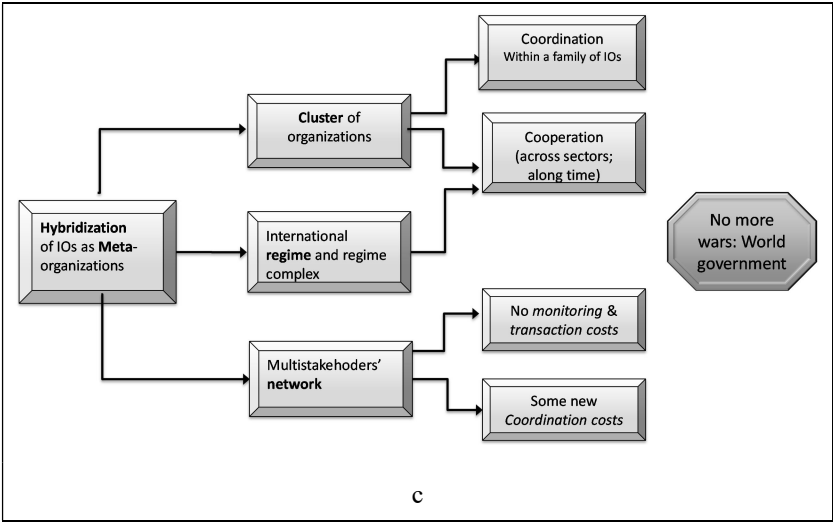 Coordination
Within a family of IOs
Cluster of
organizations
Cooperation
(across sectors;
along time)
Hybridization
of IOs as Meta-
organizations
International
regime and regime
complex
No more
wars: World
government
No monitoring &
transaction costs
Multistakehoders’
network
Some new
Coordination costs
c